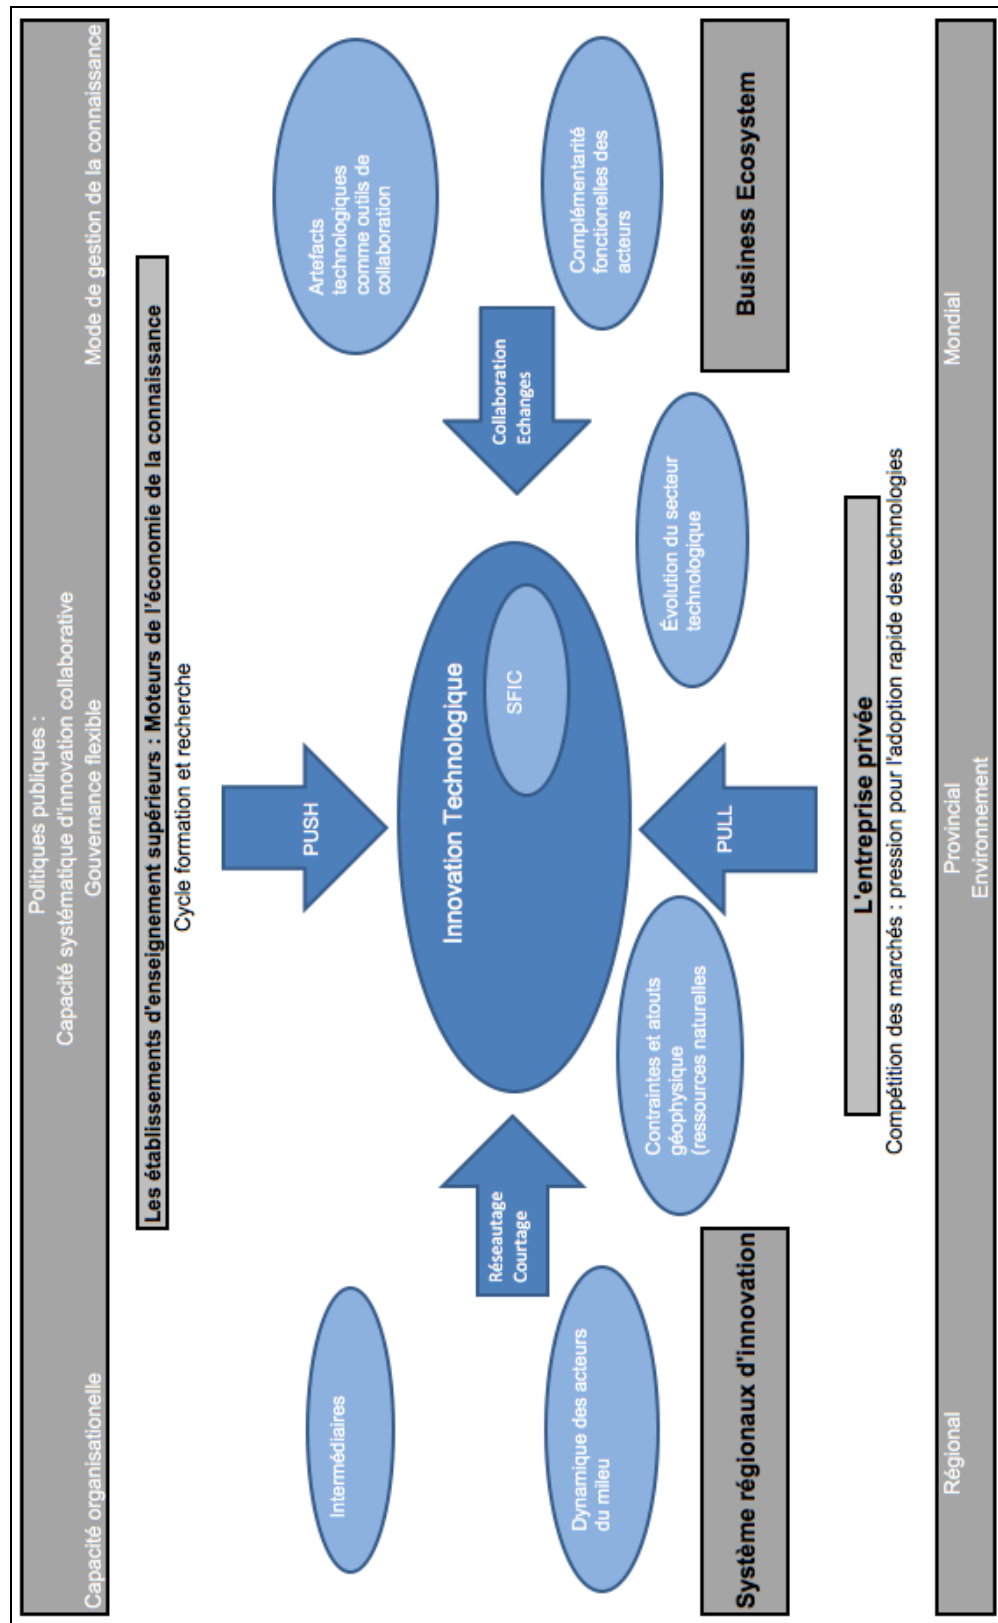 Politiques publiques :
Capacité systématique d'innovation collaborative
Capacité organisationelle
Gouvernance flexible
Mode de gestion de la connaissance
Les établissements d'enseignement supérieurs : Moteurs de l'économie de la connaissance
Cycle formation et recherche
PUSH
Intermédiaires
Artefacts
technologiques
comme outils de
collaboration
Innovation Technologique
SFIC
Réseautage
Courtage
Collaboration
Echanges
Dynamique des acteurs
du mileu
Complémentarité
fonctionelles des
acteurs
Contraintes et atouts
géophysique
(ressources naturelles
Évolution du secteur
technologique
PULL
Système régionaux d'innovation
Business Ecosystem
L'entreprise privée
Compétition des marchés : pression pour l'adoption rapide des technologies
Régional
Provincial
Mondial
Environnement